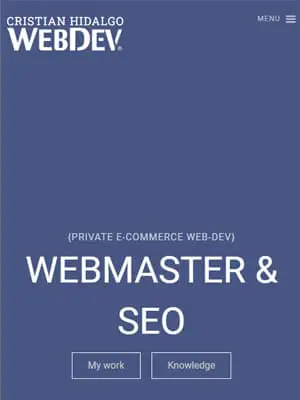 CRISTIAN HIDALGO
WEBDEV
MENU
{PRIVATE E-COMMERCE WEB-DEV}
WEBMASTER &
SEO
My work
Knowledge